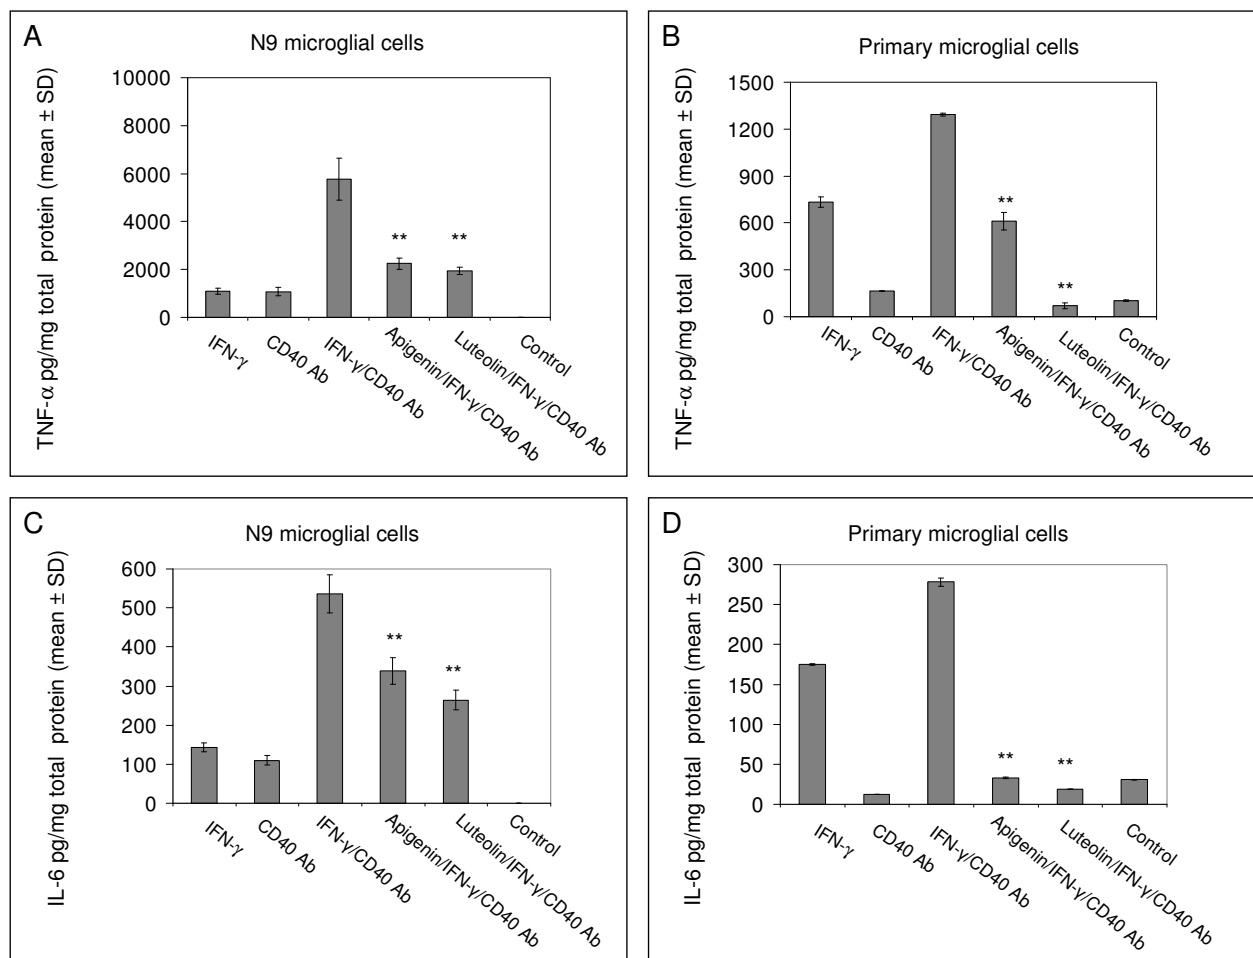 A
N9 microglial cells
TNF-α pg/mg total protein (mean ± SD)
10000
8000
6000
4000
2000
0
**
**
IFN-γ
CD40 Ab
IFN-γ/CD40 Ab
Apigenin/IFN-γ/CD40 Ab
Luteolin/IFN-γ/CD40 Ab
Control
B
Primary microglial cells
TNF-α pg/mg total protein (mean ± SD)
1500
1200
900
600
300
0
**
**
IFN-γ
CD40 Ab
IFN-γ/CD40 Ab
Apigenin/IFN-γ/CD40 Ab
Luteolin/IFN-γ/CD40 Ab
Control
C
N9 microglial cells
IL-6 pg/mg total protein (mean ± SD)
600
500
400
300
200
100
0
**
**
IFN-γ
CD40 Ab
IFN-γ/CD40 Ab
Apigenin/IFN-γ/CD40 Ab
Luteolin/IFN-γ/CD40 Ab
Control
D
Primary microglial cells
IL-6 pg/mg total protein (mean ± SD)
300
250
200
150
100
50
0
**
**
IFN-γ
CD40 Ab
IFN-γ/CD40 Ab
Apigenin/IFN-γ/CD40 Ab
Luteolin/IFN-γ/CD40 Ab
Control